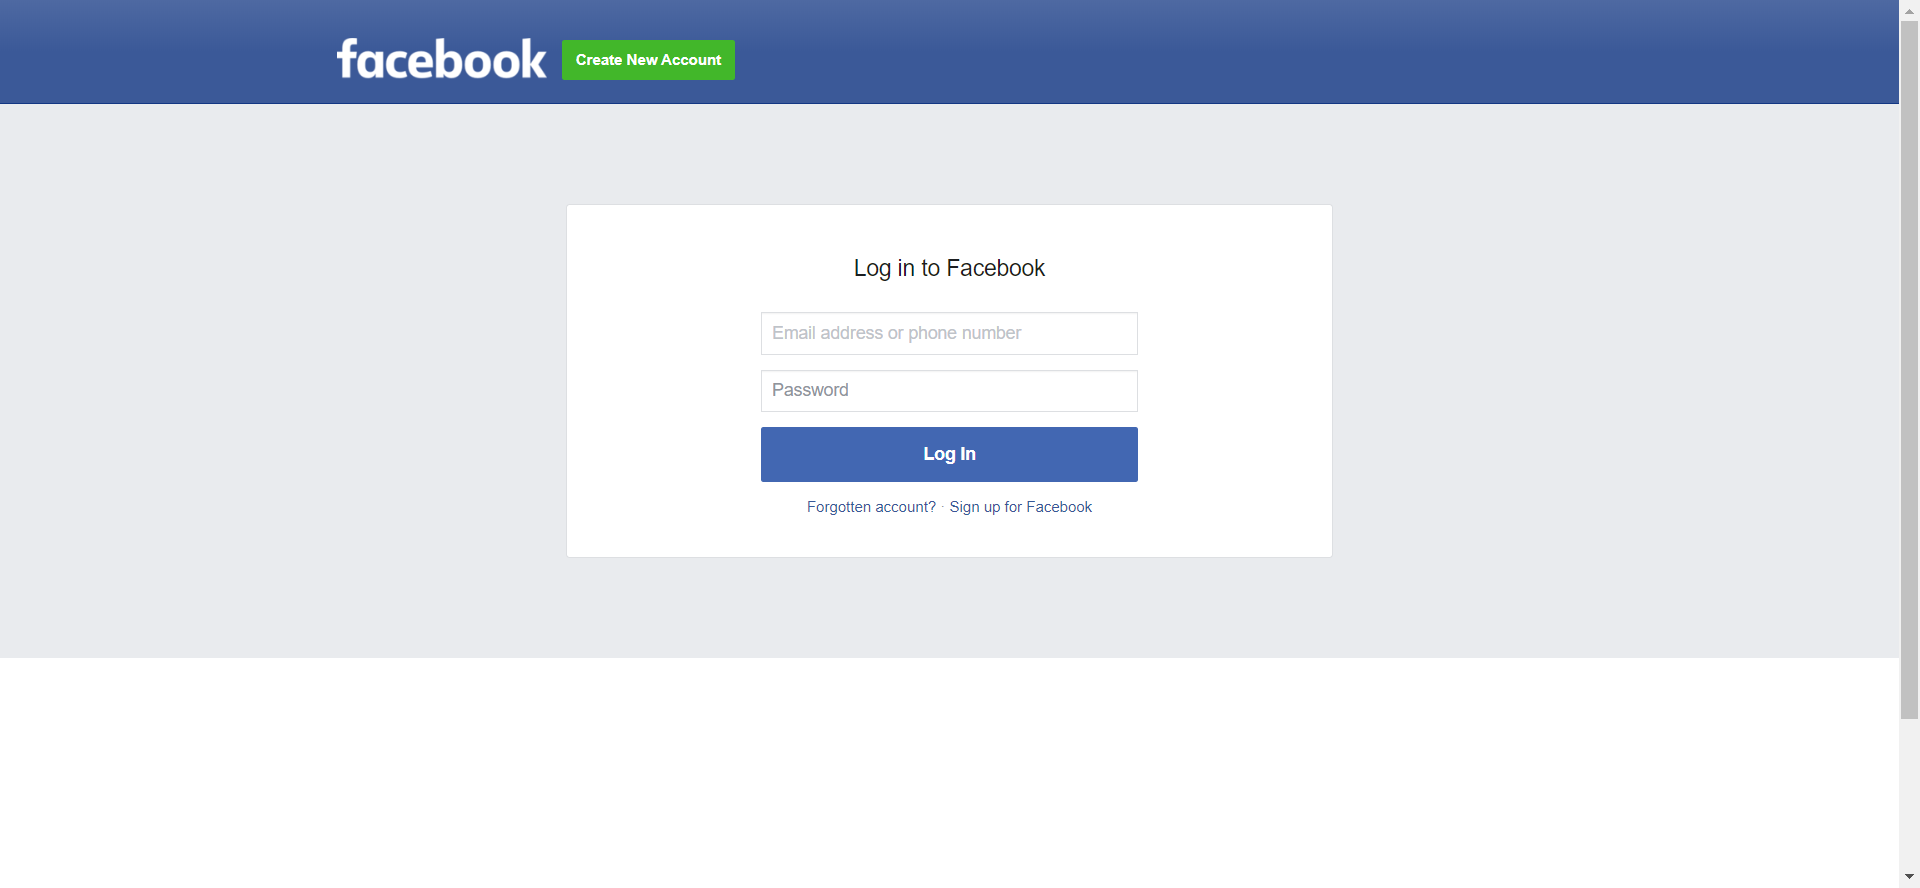 facebook Create New Account
Log in to Facebook
Email address or phone number
Password
Log In
Forgotten account? · Sign up for Facebook